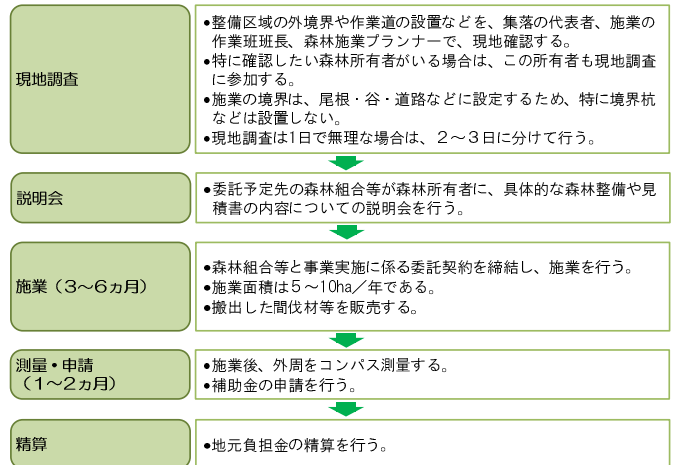 現地調査
●整備区域の外境界や作業道の設置などを、集落の代表者、施業の
作業班班長、森林施業プランナーで、現地確認する。
●特に確認したい森林所有者がいる場合は、この所有者も現地調査
に参加する。
●施業の境界は、尾根・谷・道路などに設定するため、特に境界杭
などは設置しない。
●現地調査は1日で無理な場合は、２～３日に分けて行う。
説明会
●委託予定先の森林組合等が森林所有者に、具体的な森林整備や見
積書の内容についての説明会を行う。
施業（３～６ヵ月）
●森林組合等と事業実施に係る委託契約を締結し、施業を行う。
●施業面積は５～10ha／年である。
●搬出した間伐材等を販売する。
測量・申請
（１～２ヵ月）
●施業後、外周をコンパス測量する。
●補助金の申請を行う。
精算
●地元負担金の精算を行う。